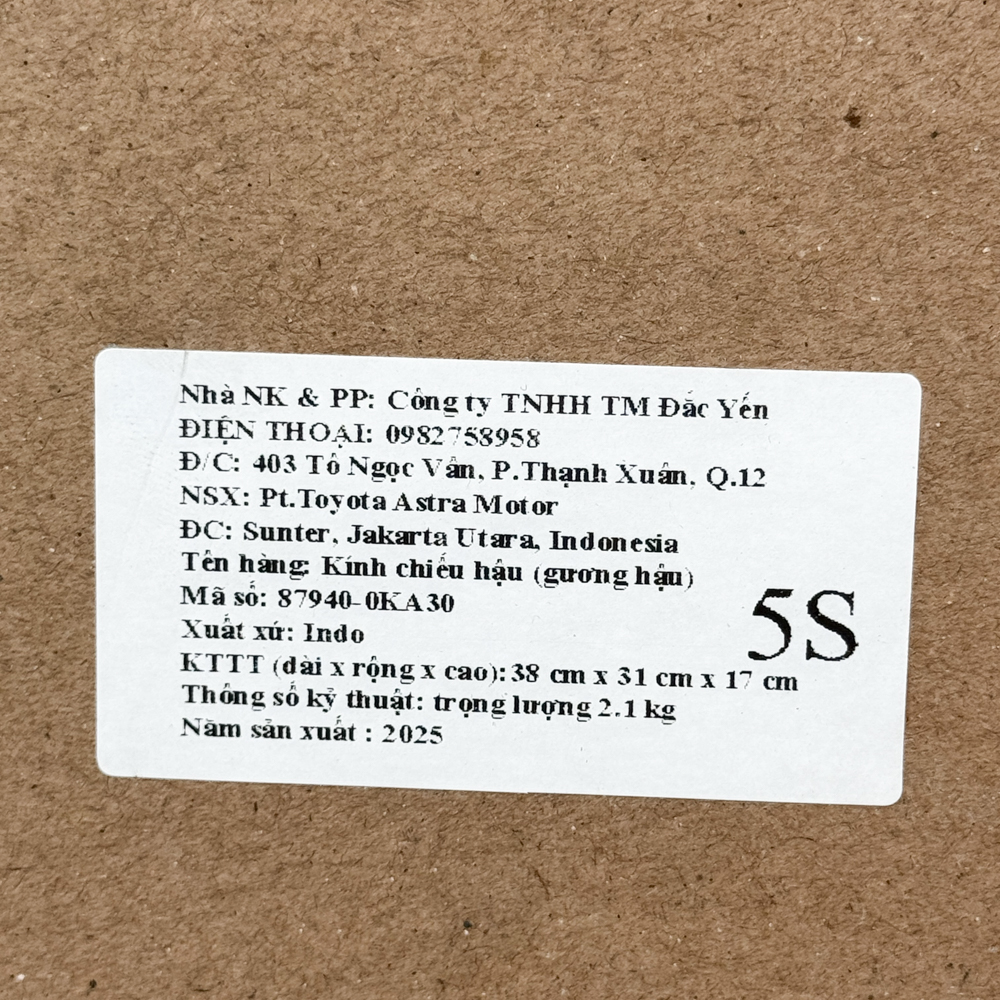 Nhà NK & PP: Công ty TNHH TM Đắc Yến
ĐIỆN THOẠI: 0982758958
Đ/C: 403 Tô Ngọc Vân, P.Thạnh Xuân, Q.12
NSX: Pt.Toyota Astra Motor
ĐC: Sunter, Jakarta Utara, Indonesia
Tên hàng: Kính chiếu hậu (gương hậu)
Mã số: 87940-0KA30
Xuất xứ: Indo
5S
KTTT (dài x rộng x cao): 38 cm x 31 cm x 17 cm
Thông số kỹ thuật: trọng lượng 2.1 kg
Năm sản xuất : 2025